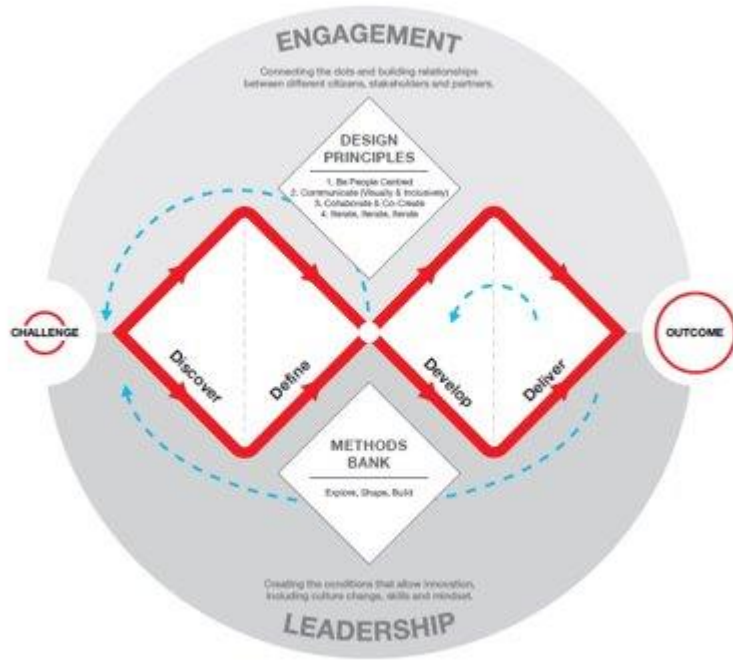 ENGAGEMENT
Connecting the dots and building relationships
between different citizens, stakeholders and partners.
DESIGN
PRINCIPLES
1. Be People Centred
2. Communicate (Visually & Inclusively)
3. Collaborate & Co-Create
4. Iterate, Iterate, Iterate
CHALLENGE
OUTCOME
Discover
Define
Develop
Deliver
METHODS
BANK
Explore, Shape, Build
Creating the conditions that allow innovation,
including culture change, skills and mindset.
LEADERSHIP